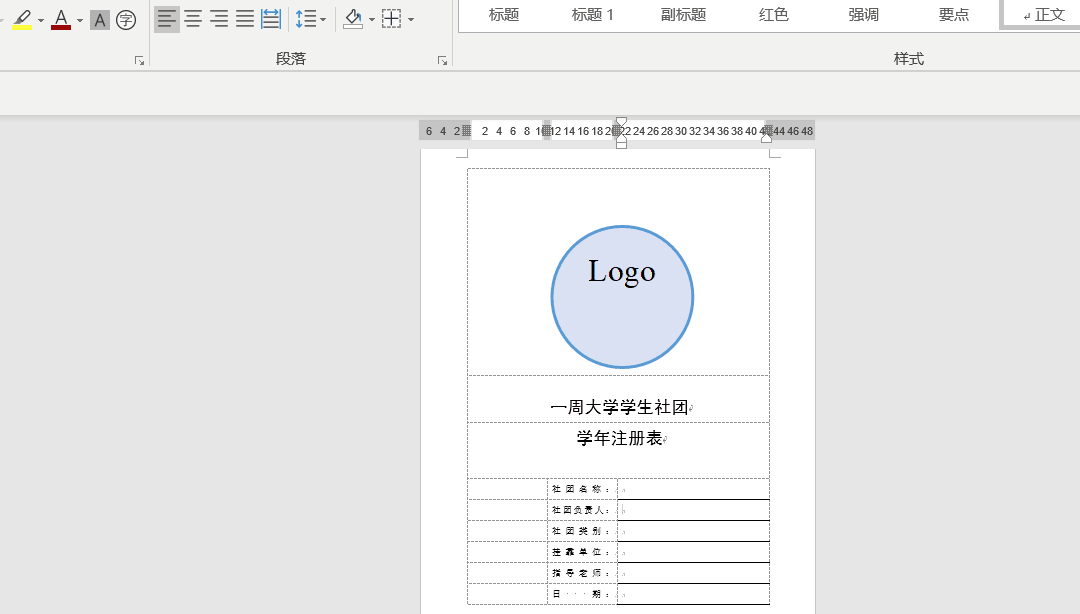 A A 字
段落
标题 标题 1 副标题 红色 强调 要点 ↲正文
样式
6 4 2 2 4 6 8 10 12 14 16 18 20 22 24 26 28 30 32 34 36 38 40 42 44 46 48
Logo
一周大学学生社团
学年注册表
社团名称：
社团负责人：
社团类别：
挂靠单位：
指导老师：
日···期：